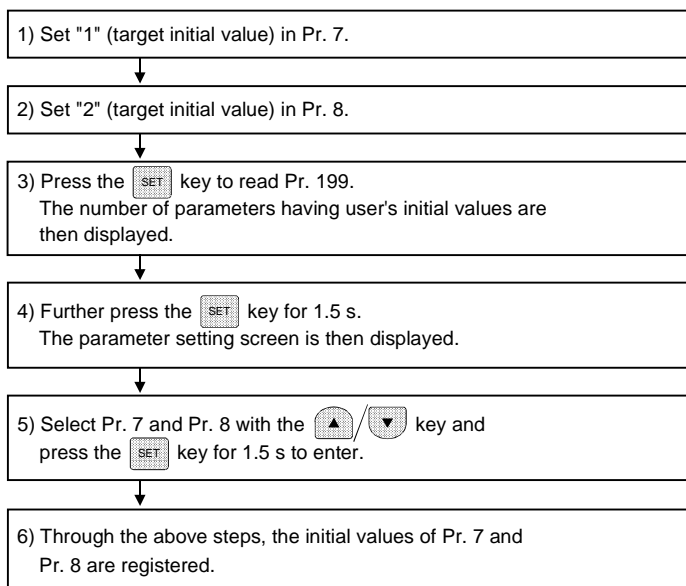 1) Set "1" (target initial value) in Pr. 7.
2) Set "2" (target initial value) in Pr. 8.
3) Press the SET key to read Pr. 199.
The number of parameters having user's initial values are
then displayed.
4) Further press the SET key for 1.5 s.
The parameter setting screen is then displayed.
5) Select Pr. 7 and Pr. 8 with the ▲/▼ key and
press the SET key for 1.5 s to enter.
6) Through the above steps, the initial values of Pr. 7 and
Pr. 8 are registered.